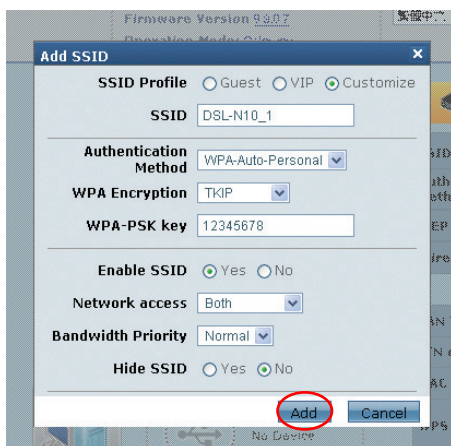 Firmware Version 9.0.07
Add SSID
SSID Profile Guest VIP Customize
SSID DSL-N10_1
Authentication Method WPA-Auto-Personal
WPA Encryption TKIP
WPA-PSK key 12345678
Enable SSID Yes No
Network access Both
Bandwidth Priority Normal
Hide SSID Yes No
Add Cancel
No Device